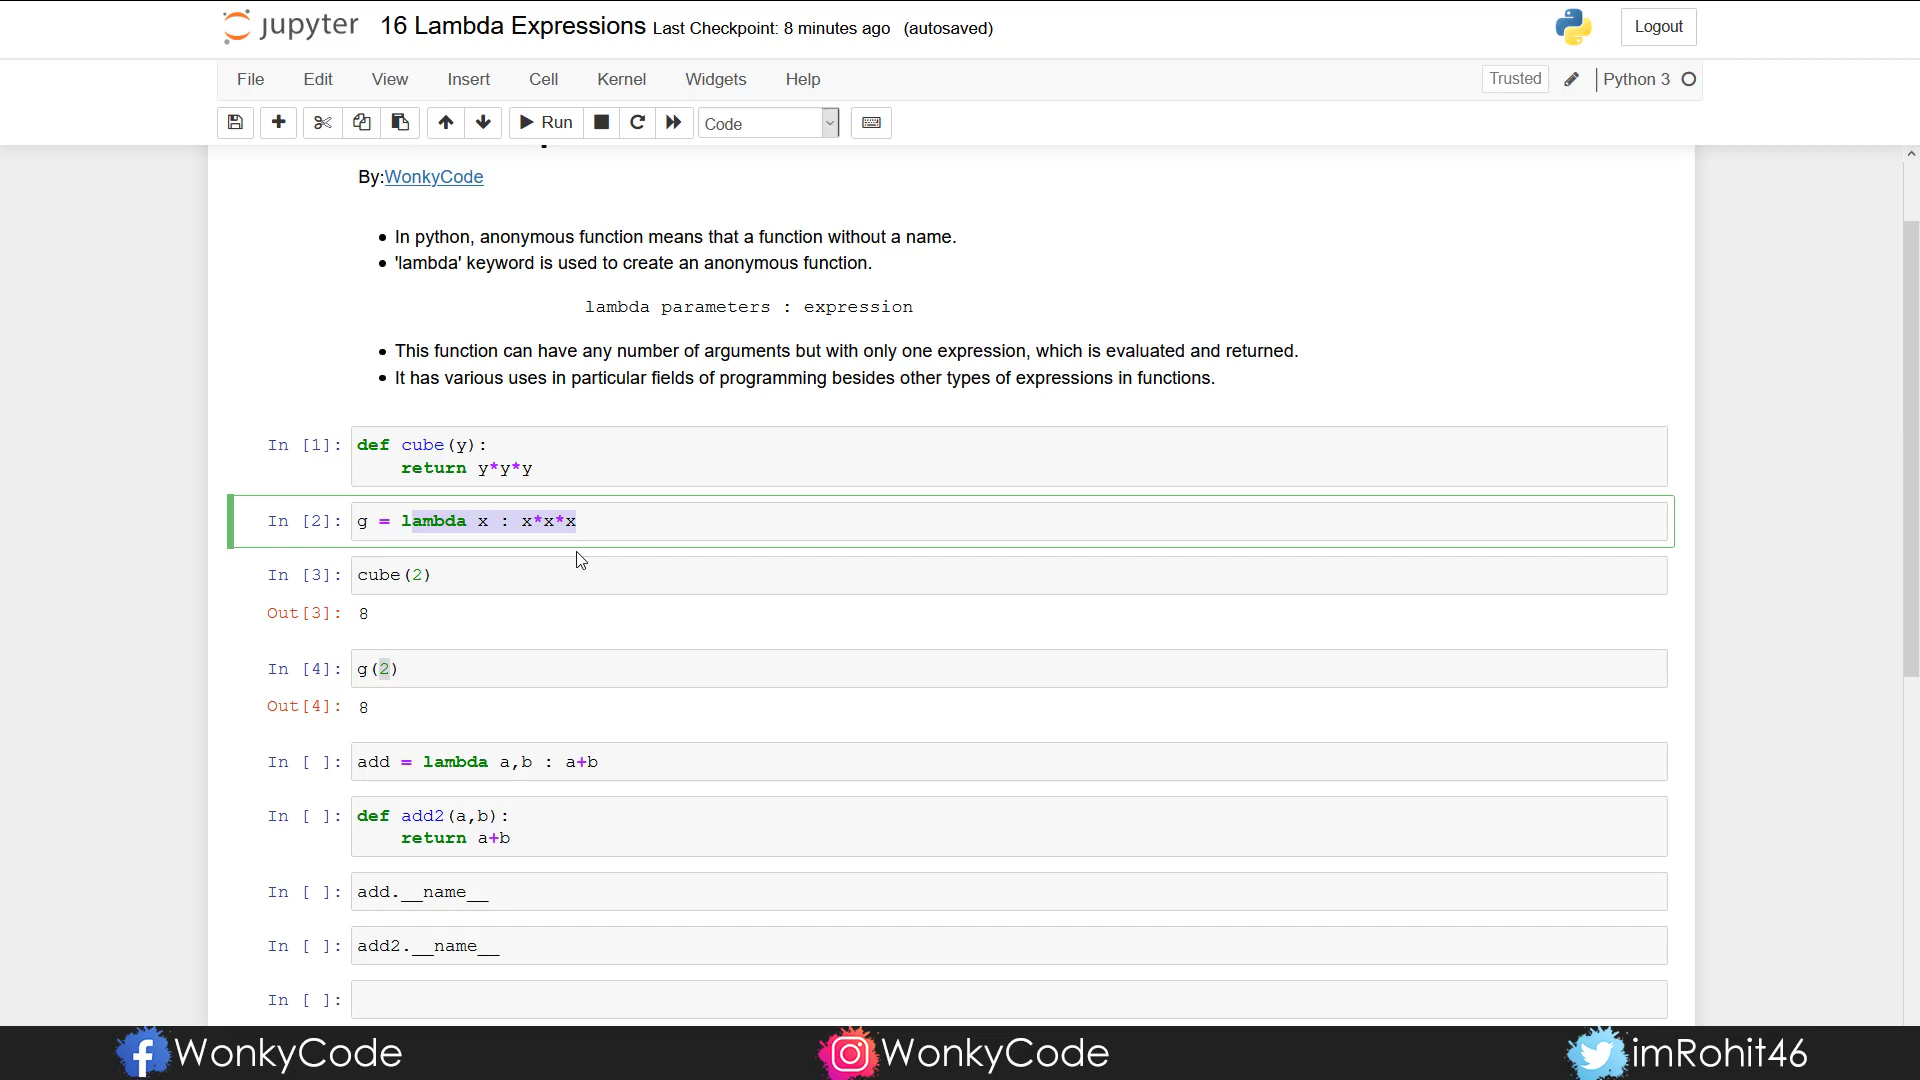 jupyter 16 Lambda Expressions Last Checkpoint: 8 minutes ago (autosaved) Logout
File Edit View Insert Cell Kernel Widgets Help Trusted Python 3
Run Code
By:WonkyCode
In python, anonymous function means that a function without a name.
'lambda' keyword is used to create an anonymous function.
lambda parameters : expression
This function can have any number of arguments but with only one expression, which is evaluated and returned.
It has various uses in particular fields of programming besides other types of expressions in functions.
In [1]: def cube(y):
return y*y*y
In [2]: g = lambda x : x*x*x
In [3]: cube(2)
Out[3]: 8
In [4]: g(2)
Out[4]: 8
In [ ]: add = lambda a,b : a+b
In [ ]: def add2(a,b):
return a+b
In [ ]: add.__name__
In [ ]: add2.__name__
In [ ]:
WonkyCode WonkyCode imRohit46